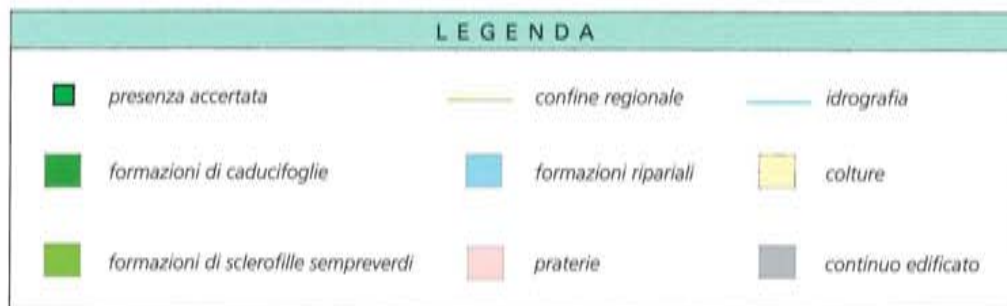 LEGENDA
presenza accertata
confine regionale
idrografia
formazioni di caducifoglie
formazioni ripariali
colture
formazioni di sclerofille sempreverdi
praterie
continuo edificato